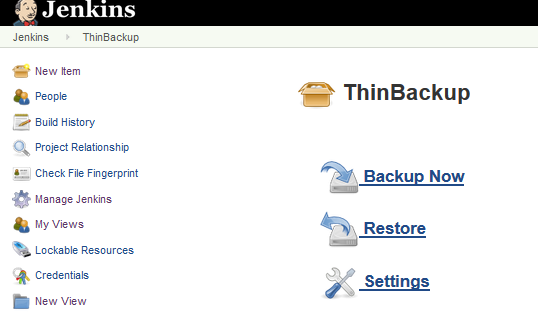 Jenkins
Jenkins ThinBackup
New Item
People
Build History
Project Relationship
Check File Fingerprint
Manage Jenkins
My Views
Lockable Resources
Credentials
New View
ThinBackup
Backup Now
Restore
Settings